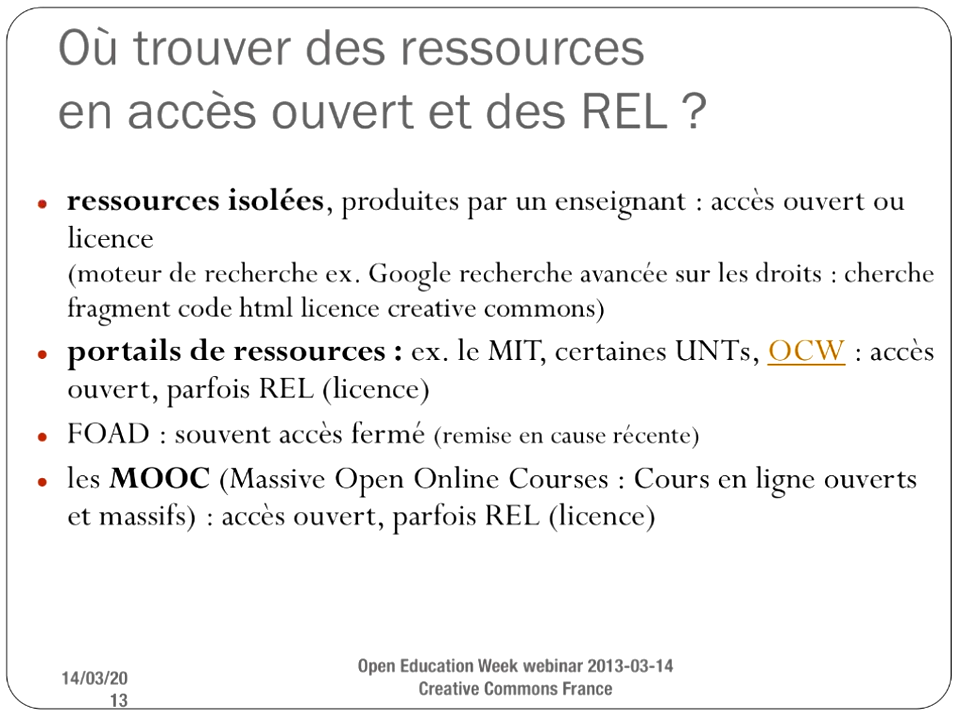 Où trouver des ressources
en accès ouvert et des REL ?
● ressources isolées, produites par un enseignant : accès ouvert ou
licence
(moteur de recherche ex. Google recherche avancée sur les droits : cherche
fragment code html licence creative commons)
● portails de ressources : ex. le MIT, certaines UNTs, OCW : accès
ouvert, parfois REL (licence)
● FOAD : souvent accès fermé (remise en cause récente)
● les MOOC (Massive Open Online Courses : Cours en ligne ouverts
et massifs) : accès ouvert, parfois REL (licence)
14/03/20
13
Open Education Week webinar 2013-03-14
Creative Commons France